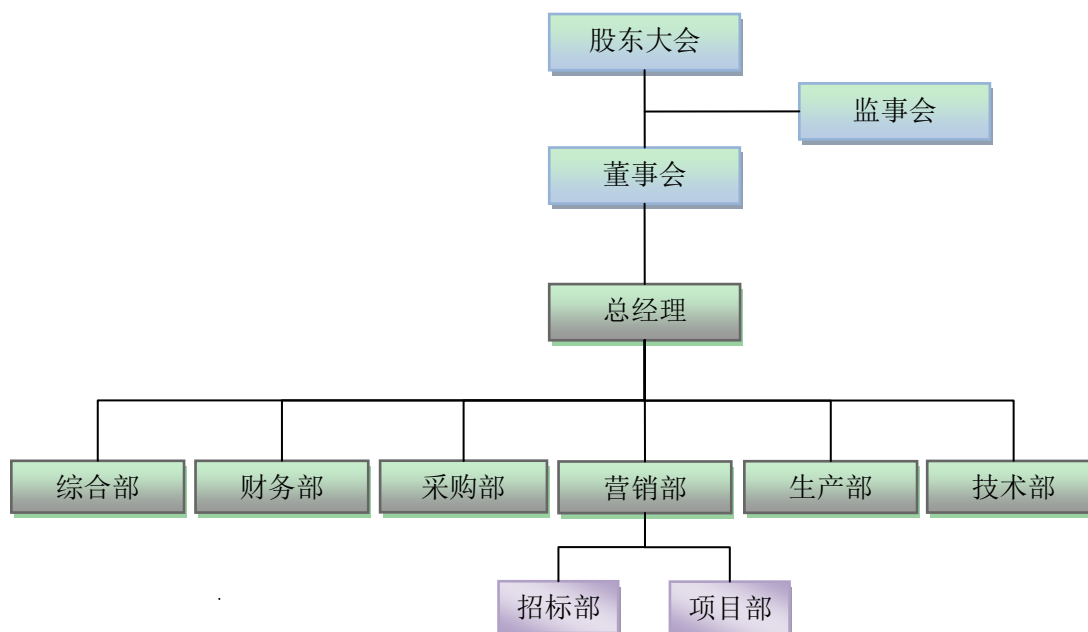 股东大会
监事会
董事会
总经理
综合部
财务部
采购部
营销部
生产部
技术部
招标部
项目部